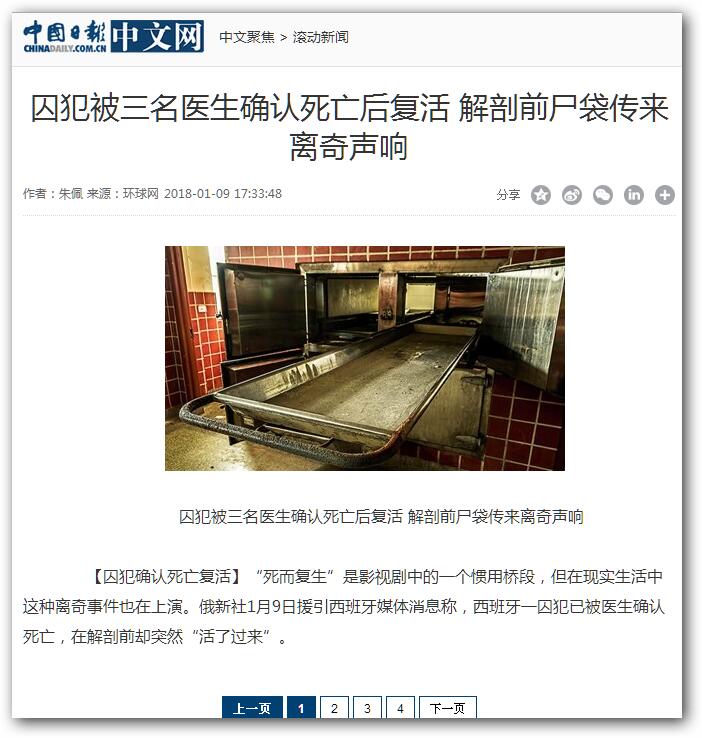 中国日报 中文网
CHINADAILY.COM.CN
中文聚焦 > 滚动新闻
囚犯被三名医生确认死亡后复活 解剖前尸袋传来
离奇声响
作者：朱佩 来源：环球网 2018-01-09 17:33:48
分享
囚犯被三名医生确认死亡后复活 解剖前尸袋传来离奇声响
【囚犯确认死亡复活】“死而复生”是影视剧中的一个惯用桥段，但在现实生活中
这种离奇事件也在上演。俄新社1月9日援引西班牙媒体消息称，西班牙一囚犯已被医生确认
死亡，在解剖前却突然“活了过来”。
上一页 1 2 3 4 下一页